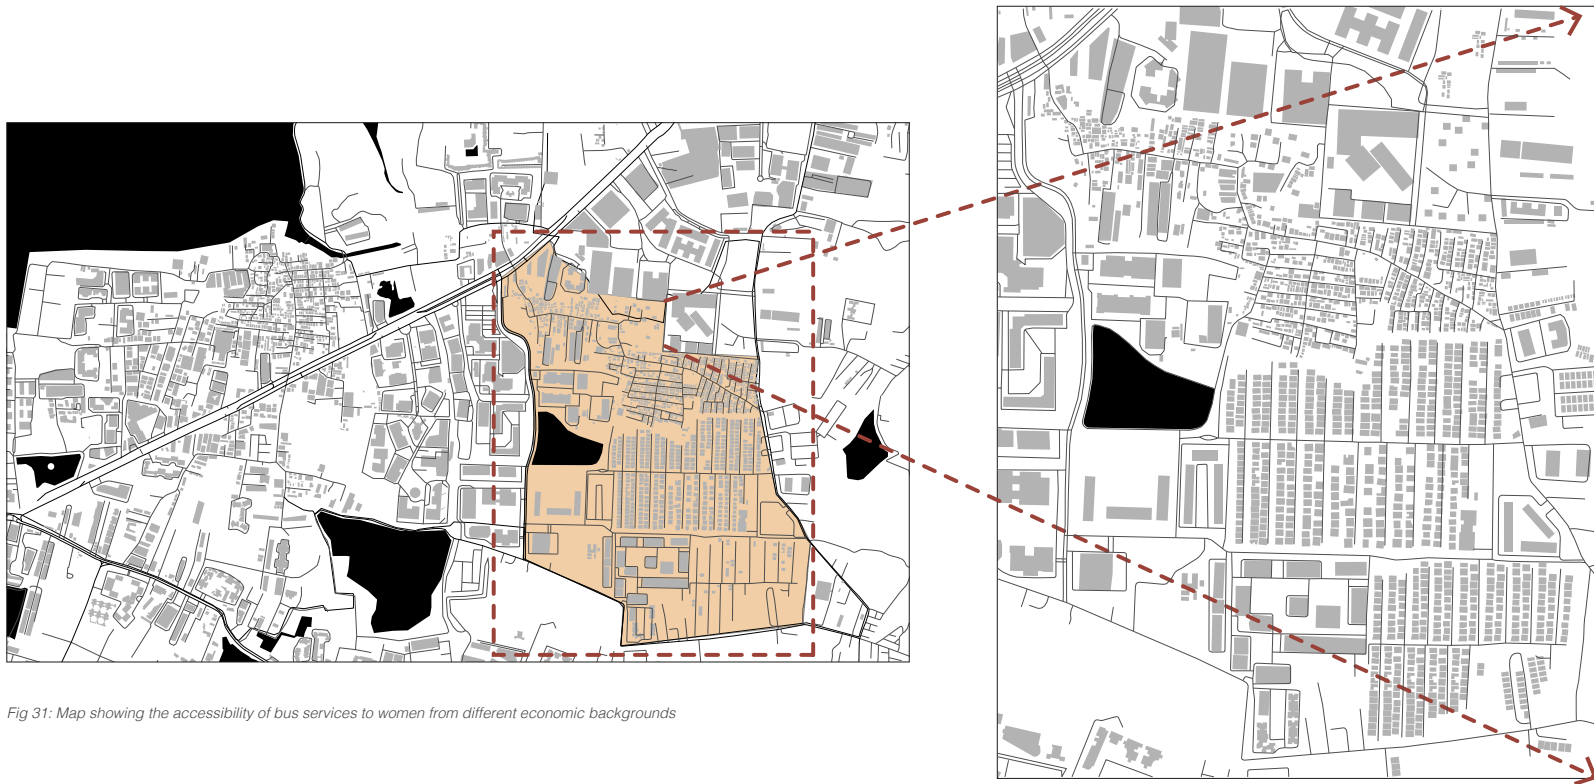 Fig 31: Map showing the accessibility of bus services to women from different economic backgrounds